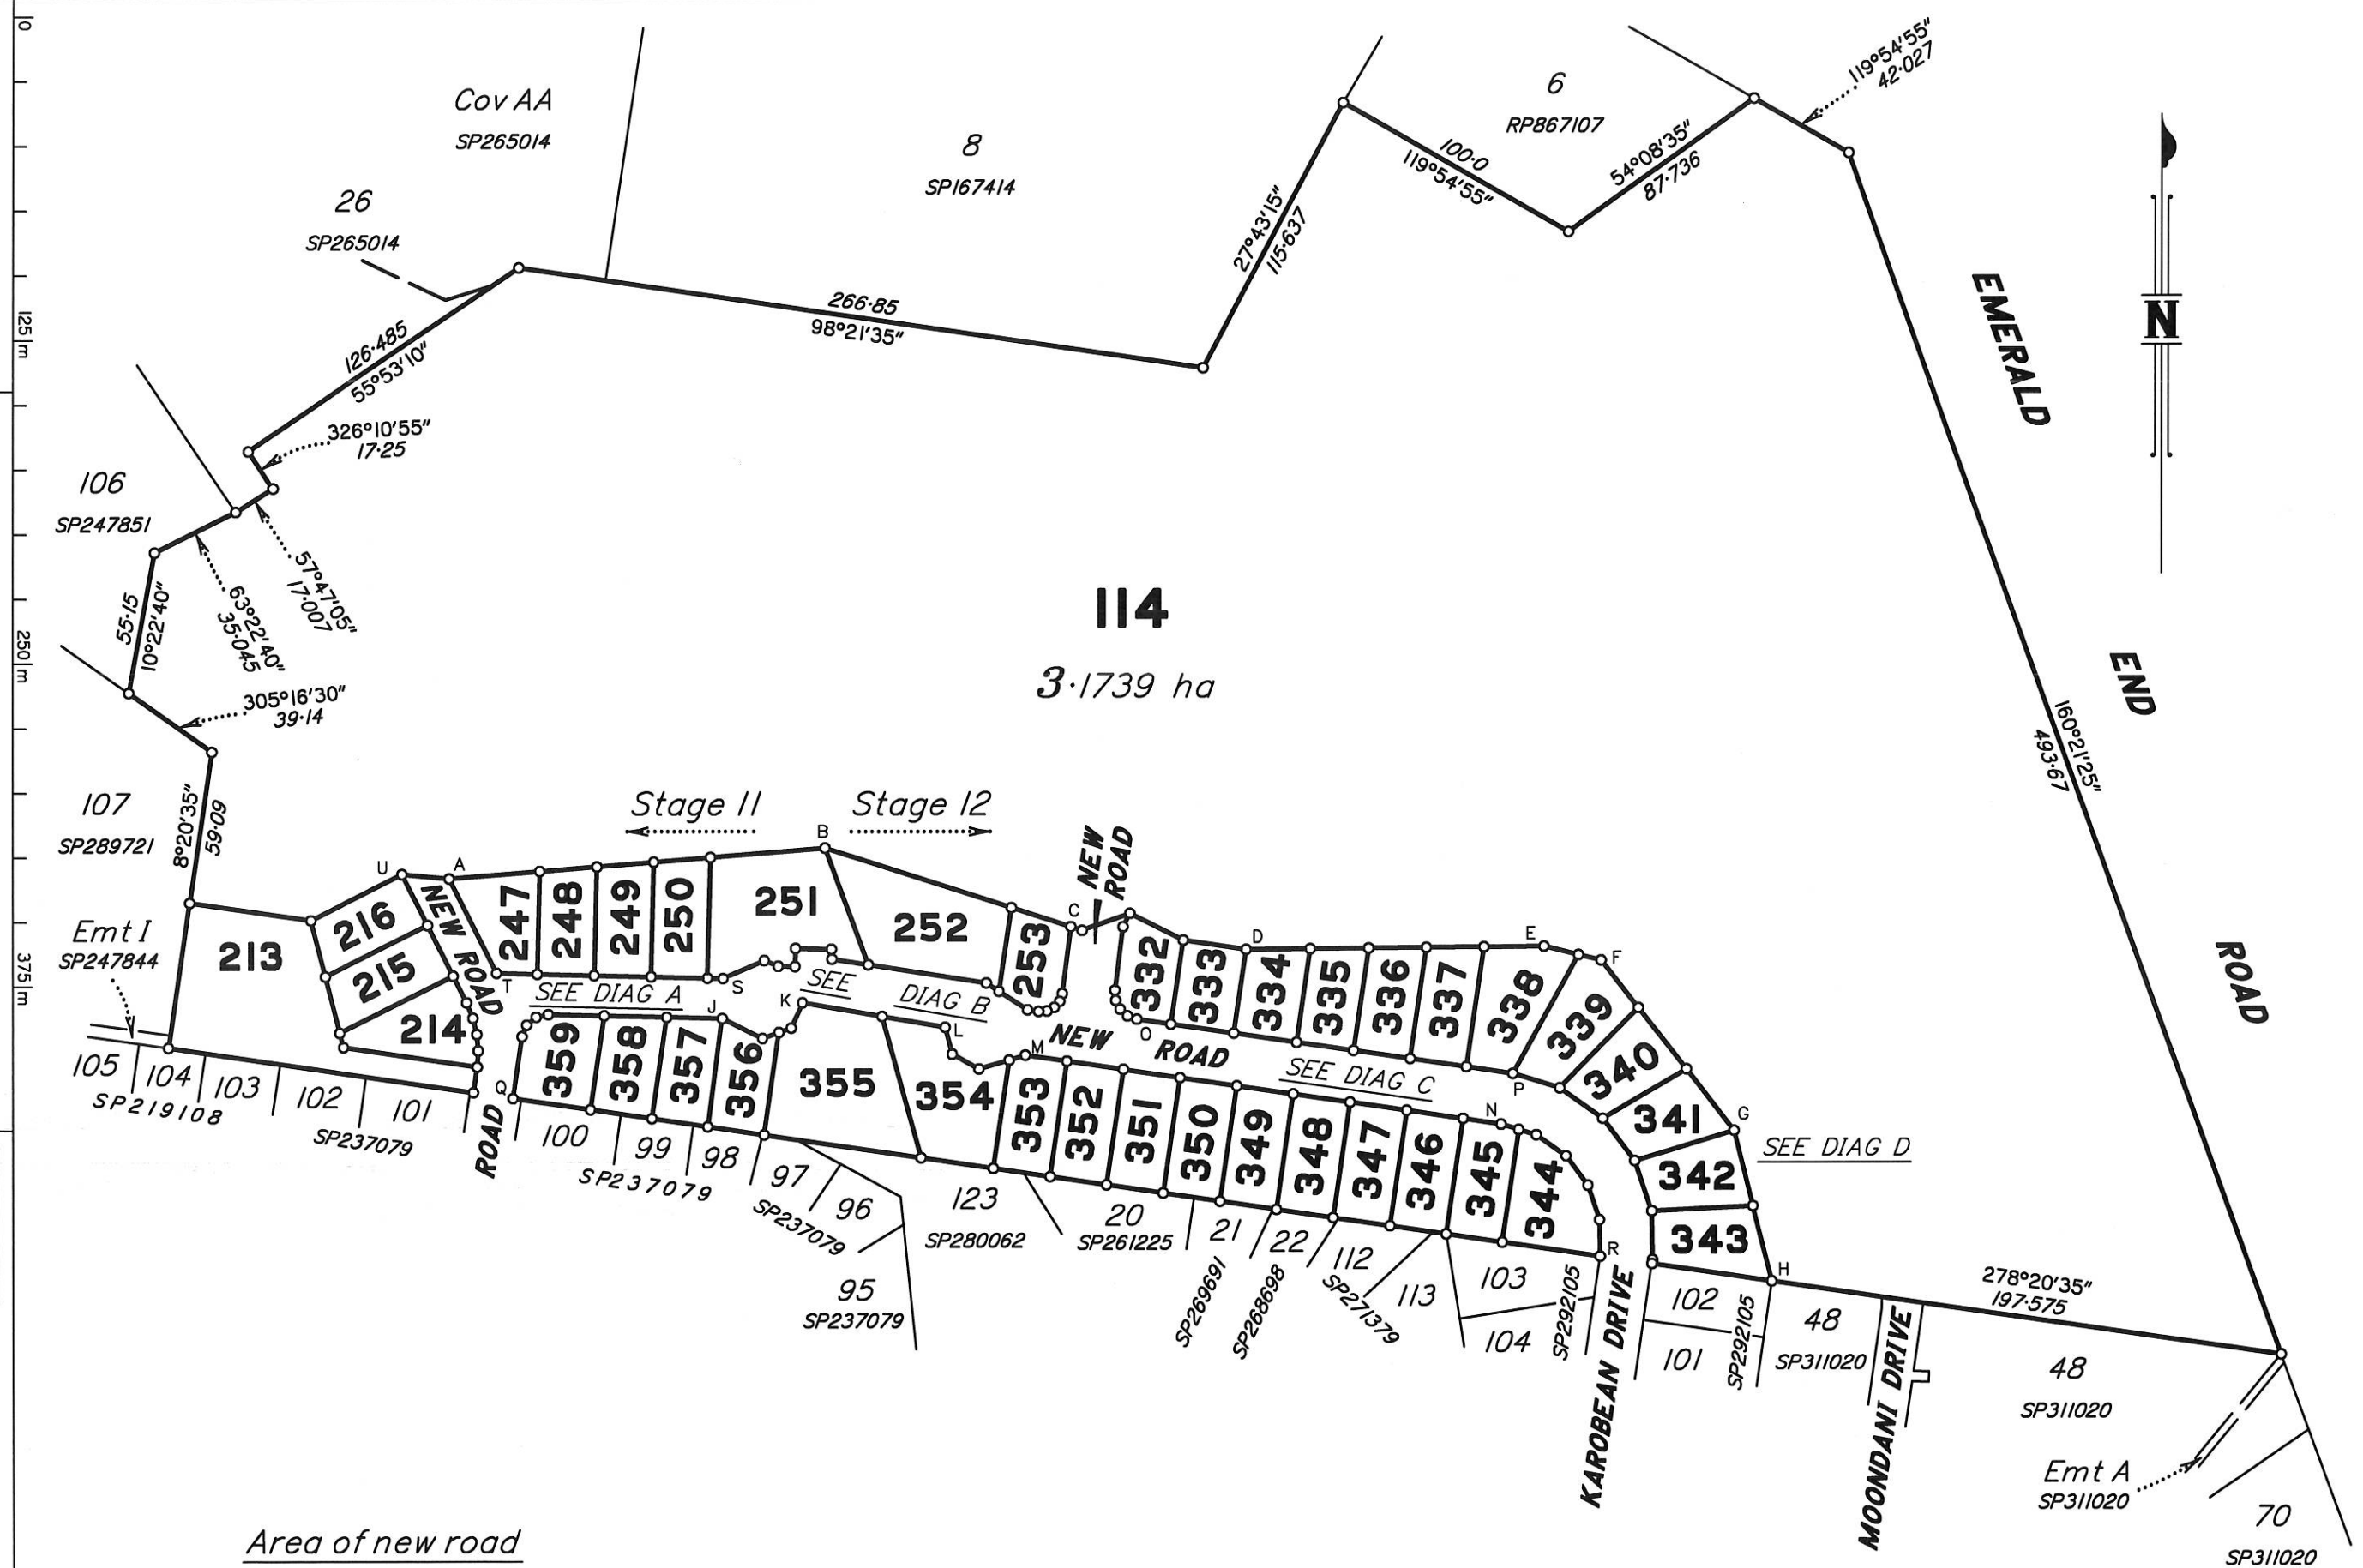 0
125 m
250 m
375 m
Cov AA
SP265014
26
SP265014
8
SP167414
6
RP867107
119°54'55"
42·027
100·0
119°54'55"
54°08'35"
87·736
27°43'15"
115·637
266·85
98°21'35"
126·485
55°53'10"
326°10'55"
17·25
106
SP247851
57°47'05"
17·007
63°22'40"
35·045
55·15
10°22'40"
305°16'30"
39·14
107
SP289721
8°20'35"
59·09
N
EMERALD
END
ROAD
160°21'25"
493·67
114
3·1739 ha
Stage 11
Stage 12
U
A
B
C
D
E
F
G
H
J
K
L
M
N
O
P
Q
R
S
T
NEW
ROAD
NEW ROAD
213
216
215
214
247
248
249
250
251
252
253
332
333
334
335
336
337
338
339
340
341
342
343
SEE DIAG A
SEE
DIAG B
NEW
ROAD
SEE DIAG C
SEE DIAG D
359
358
357
356
355
354
353
352
351
350
349
348
347
346
345
344
Emt I
SP247844
105
104
103
SP219108
102
101
SP237079
ROAD
100
99
98
SP237079
97
96
SP237079
95
SP237079
123
SP280062
20
SP261225
21
SP269691
22
SP268698
112
SP271379
113
103
104
SP292105
KAROBEAN DRIVE
102
101
SP292105
48
SP311020
MOONDANI DRIVE
278°20'35"
197·575
48
SP311020
Emt A
SP311020
70
SP311020
Area of new road